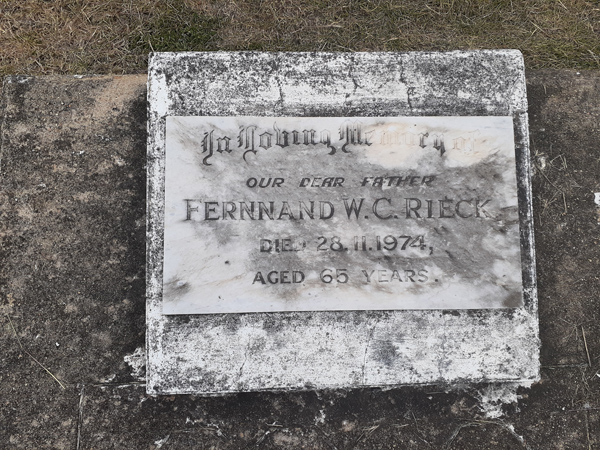 In Loving Memory of
OUR DEAR FATHER
FERNNAND W. C. RIECK
DIED 28.11.1974,
AGED 65 YEARS.